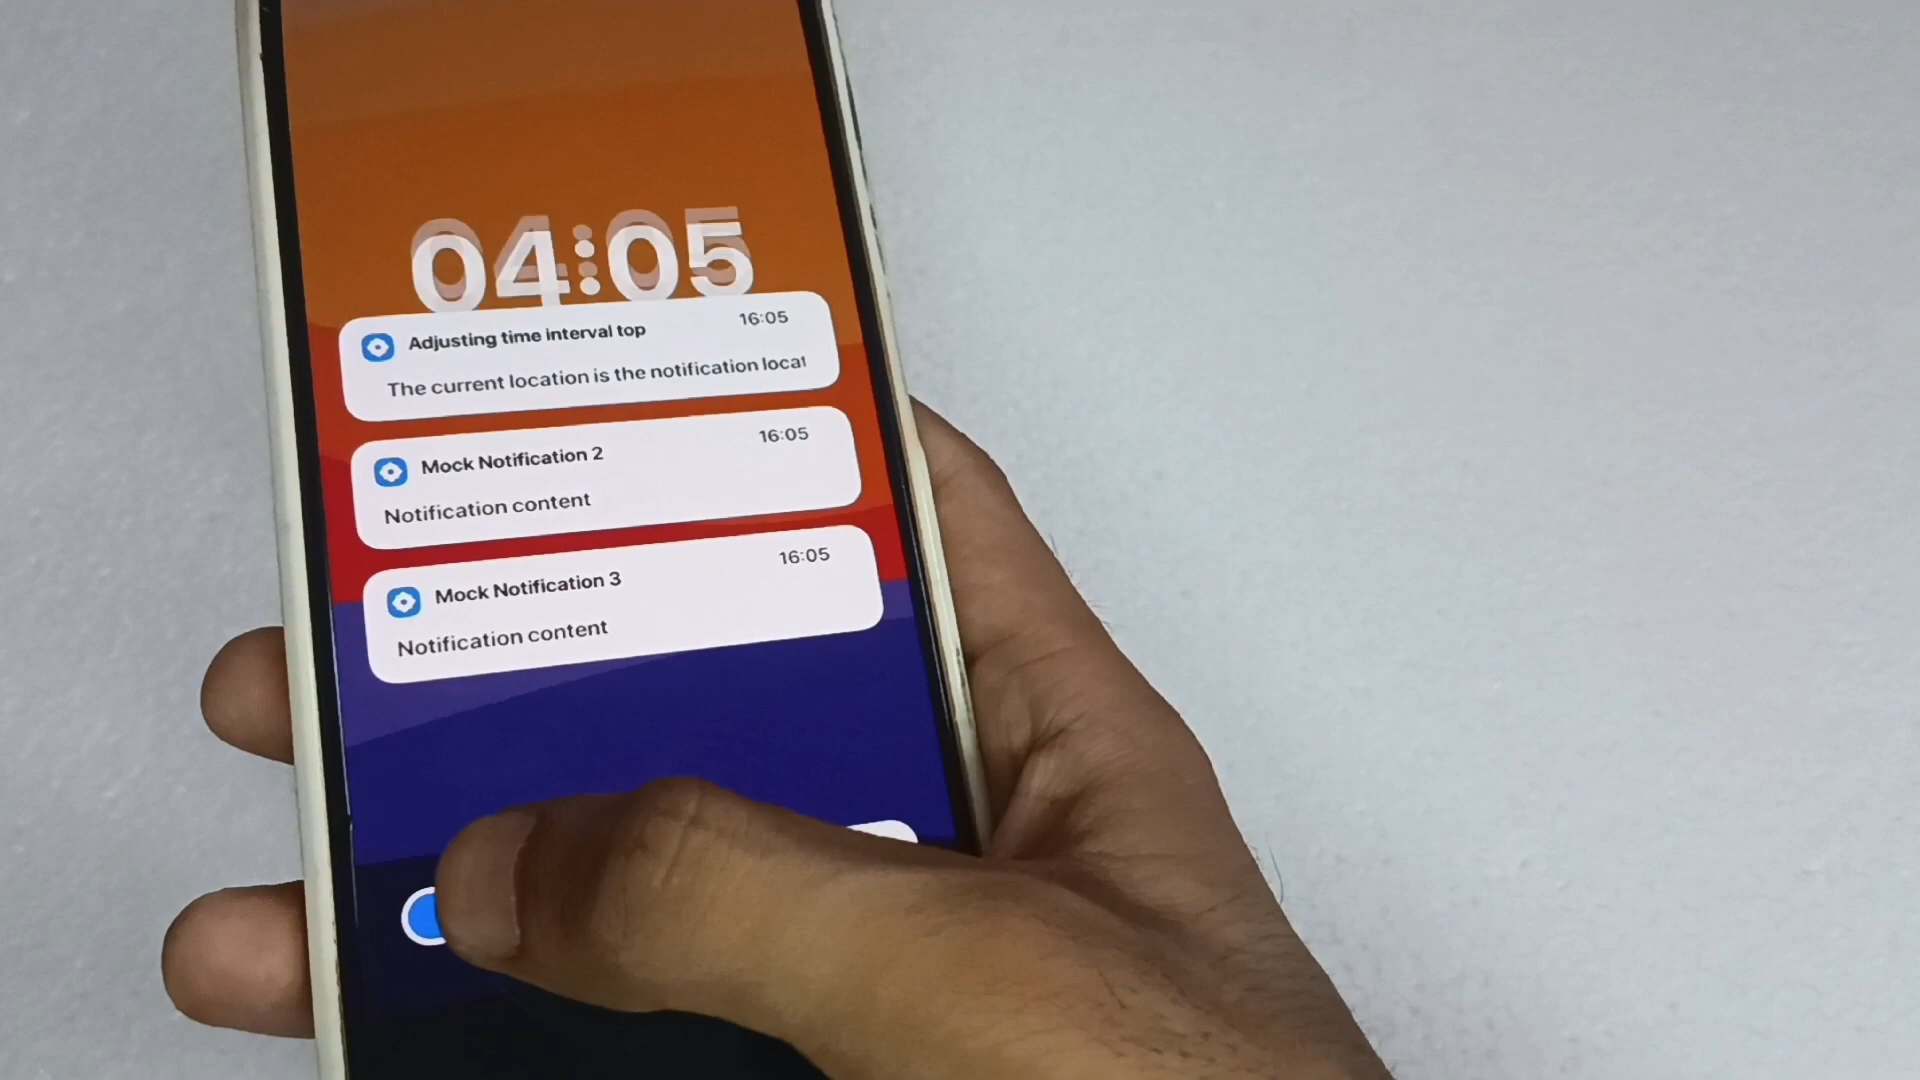 04:05
Adjusting time interval top 16:05
The current location is the notification locat
Mock Notification 2 16:05
Notification content
Mock Notification 3 16:05
Notification content